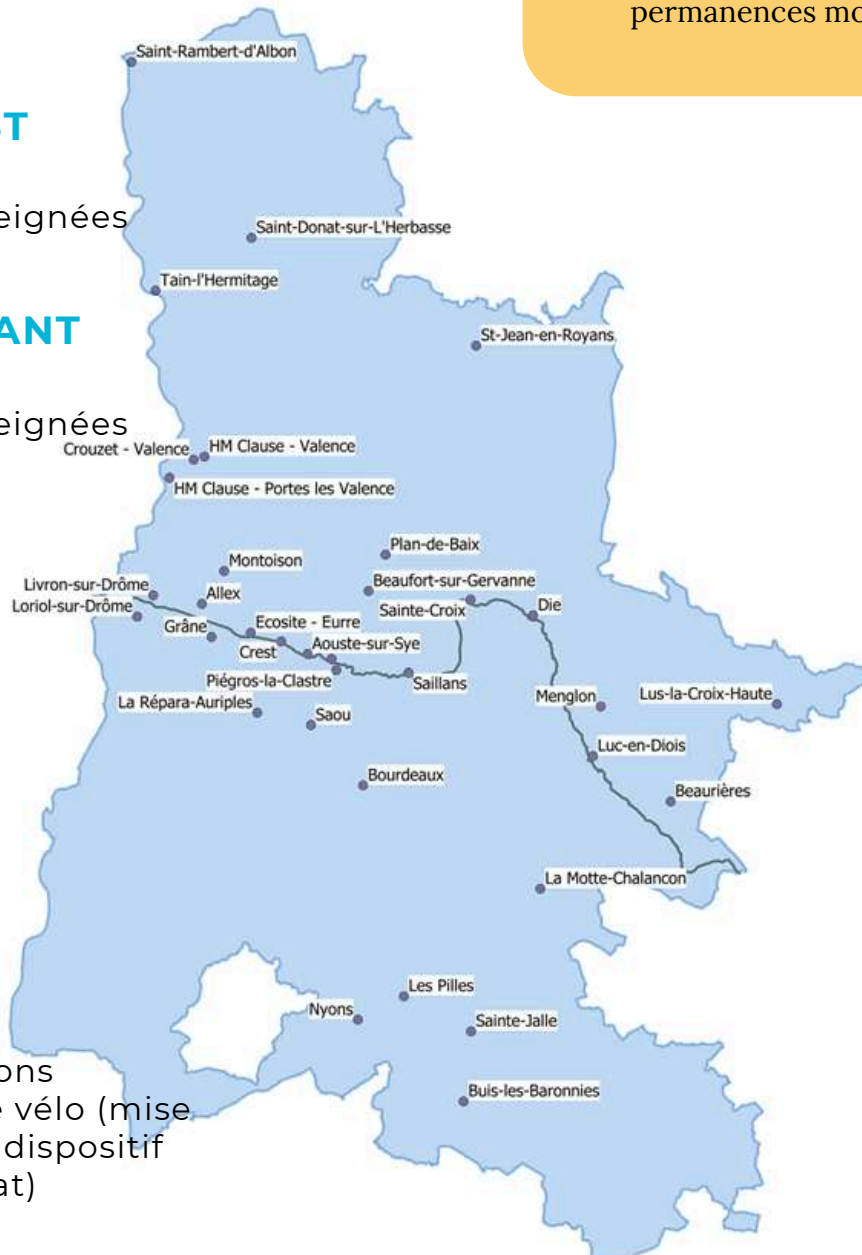 permanences mo
Saint-Rambert-d'Albon
ST
eignées
Saint-Donat-sur-L'Herbasse
Tain-l'Hermitage
ANT
St-Jean-en-Royans
eignées
Crouzet - Valence
HM Clause - Valence
HM Clause - Portes les Valence
Plan-de-Baix
Montoison
Livron-sur-Drôme
Beaufort-sur-Gervanne
Allex
Loriol-sur-Drôme
Sainte-Croix
Die
Grâne
Ecosite - Eurre
Crest
Aouste-sur-Sye
Piégros-la-Clastre
Saillans
La Répara-Auriples
Saou
Menglon
Lus-la-Croix-Haute
Luc-en-Diois
Bourdeaux
Beaurières
La Motte-Chalancon
Les Pilles
Nyons
Sainte-Jalle
ons
Buis-les-Baronnies
vélo (mise
dispositif
at)